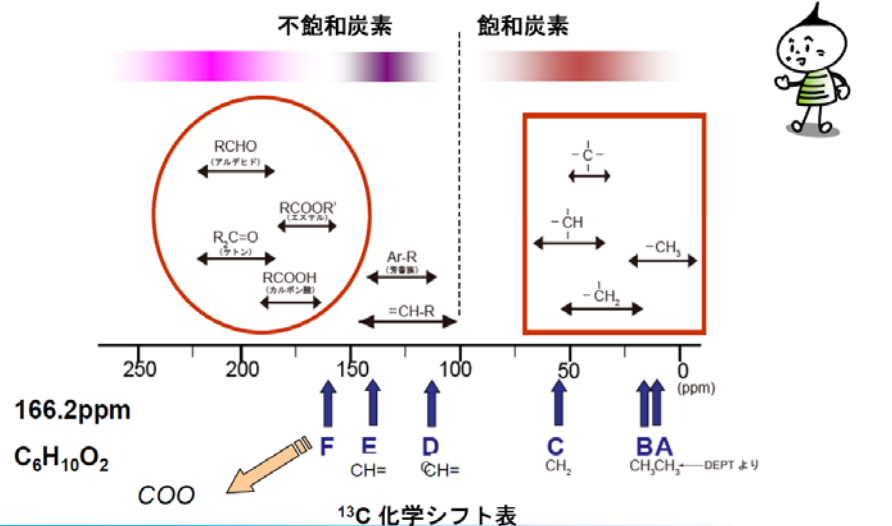 不飽和炭素 飽和炭素
RCHO
(アルデヒド)
-C-
RCOOR'
(エステル)
-CH
R2C=O
(ケトン)
-CH3
Ar-R
(芳香族)
RCOOH
(カルボン酸)
-CH2
=CH-R
250 200 150 100 50 0
(ppm)
166.2ppm
F E D C B A
C6H10O2
CH= CH= CH2 CH3 CH3 DEPT より
COO
13C 化学シフト表